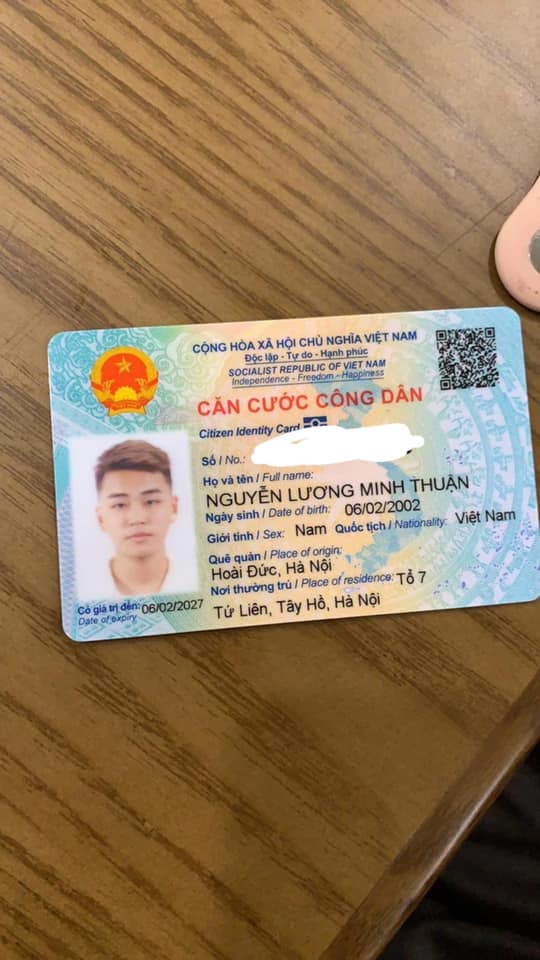 CỘNG HÒA XÃ HỘI CHỦ NGHĨA VIỆT NAM
Độc lập - Tự do - Hạnh phúc
SOCIALIST REPUBLIC OF VIET NAM
Independence - Freedom - Happiness
CĂN CƯỚC CÔNG DÂN
Citizen Identity Card
Số / No.:
Họ và tên / Full name:
NGUYỄN LƯƠNG MINH THUẬN
Ngày sinh / Date of birth: 06/02/2002
Giới tính / Sex: Nam Quốc tịch / Nationality: Việt Nam
Quê quán / Place of origin:
Hoài Đức, Hà Nội
Nơi thường trú / Place of residence: Tổ 7
Tứ Liên, Tây Hồ, Hà Nội
Có giá trị đến: 06/02/2027
Date of expiry